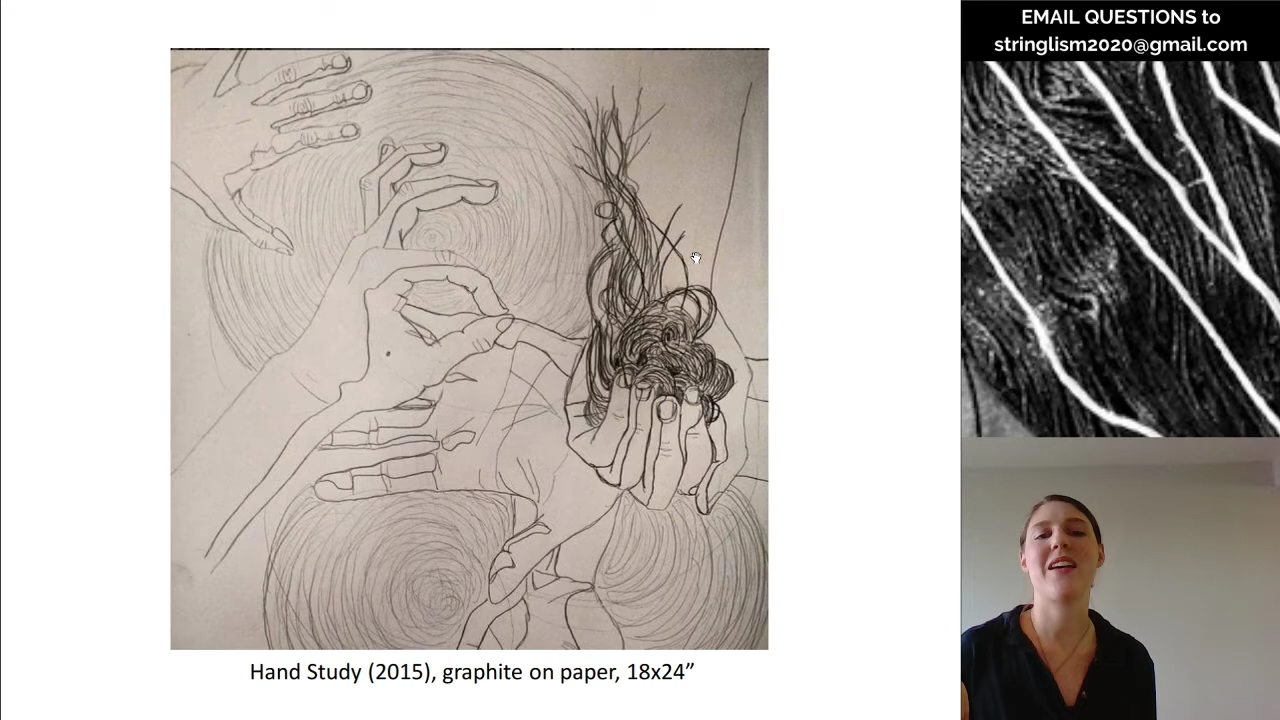 EMAIL QUESTIONS to
stringlism2020@gmail.com
Hand Study (2015), graphite on paper, 18x24”